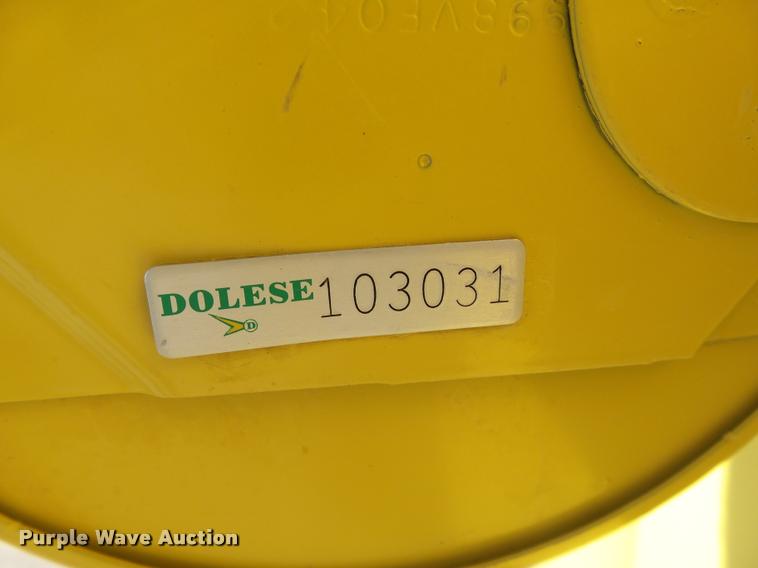 DOLESE 103031
D
Purple Wave Auction